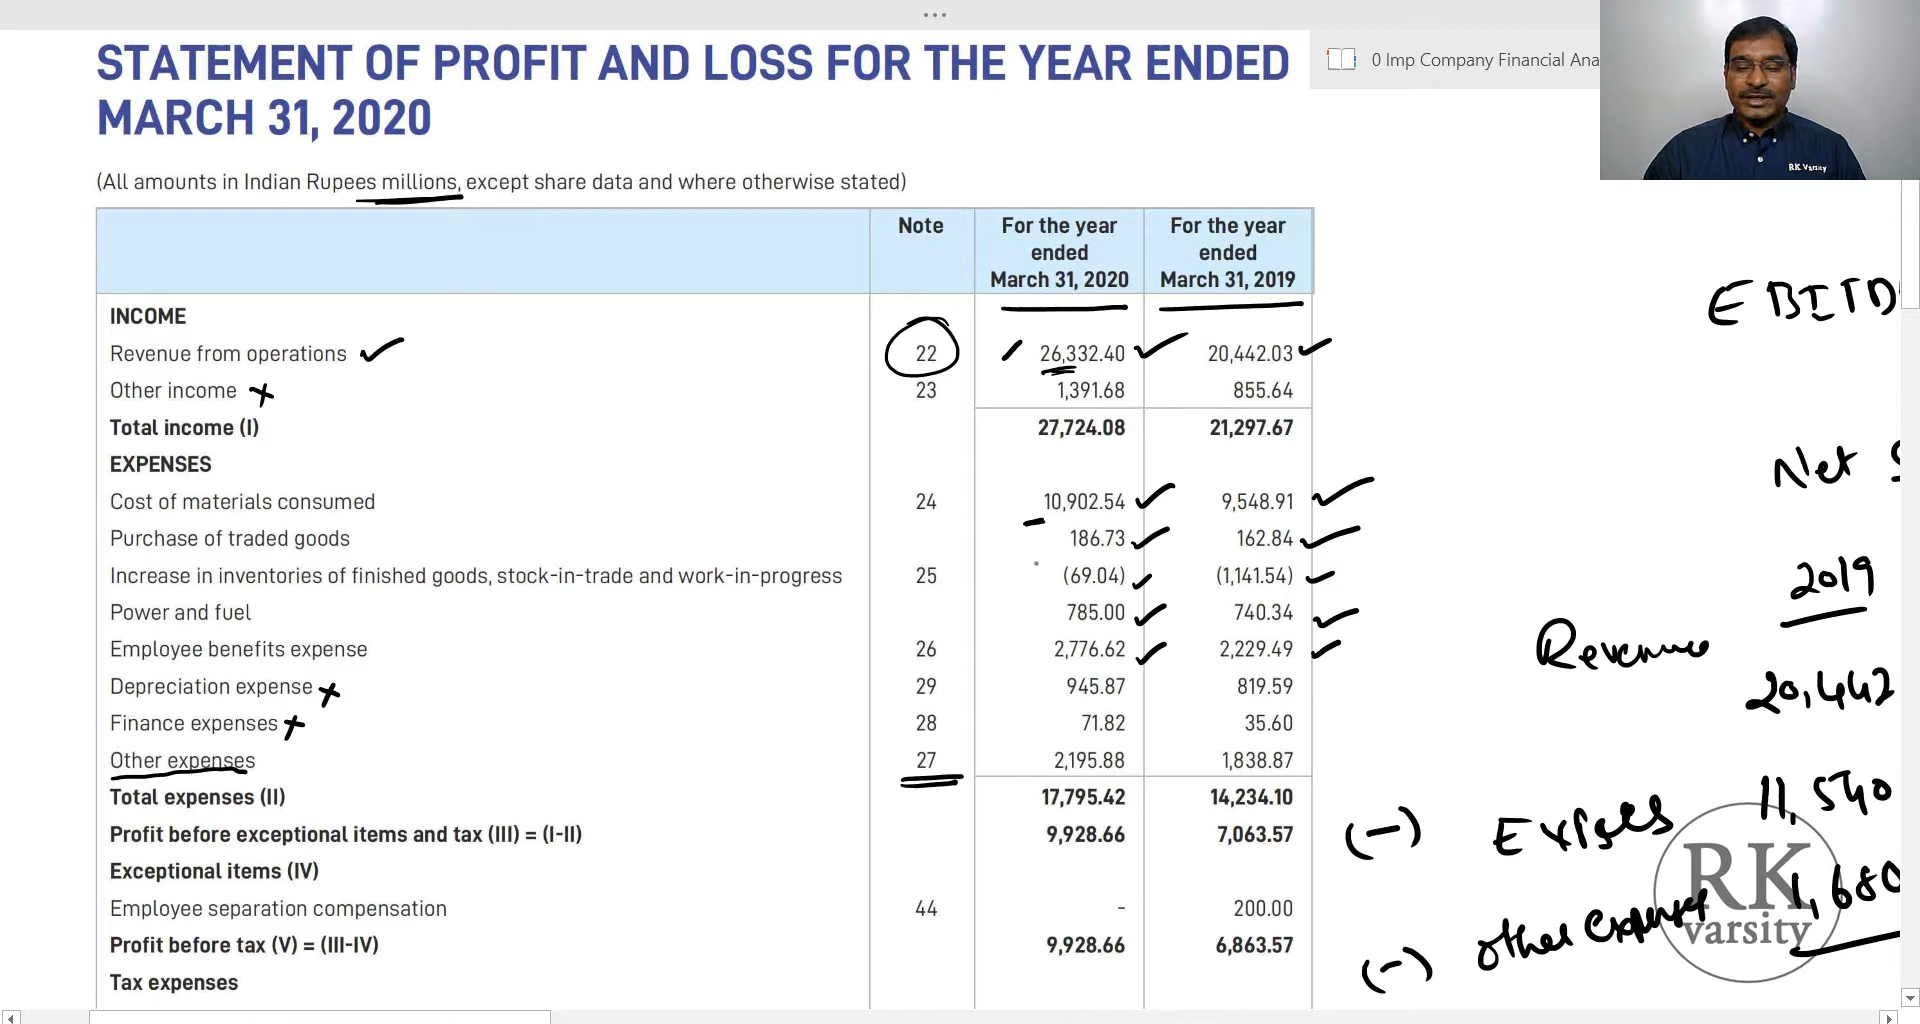 ...
STATEMENT OF PROFIT AND LOSS FOR THE YEAR ENDED
MARCH 31, 2020
0 Imp Company Financial Ana
RK Varsity
(All amounts in Indian Rupees millions, except share data and where otherwise stated)
Note For the year ended March 31, 2020 For the year ended March 31, 2019
INCOME
Revenue from operations 22 26,332.40 20,442.03
Other income 23 1,391.68 855.64
Total income (I) 27,724.08 21,297.67
EXPENSES
Cost of materials consumed 24 10,902.54 9,548.91
Purchase of traded goods 186.73 162.84
Increase in inventories of finished goods, stock-in-trade and work-in-progress 25 (69.04) (1,141.54)
Power and fuel 785.00 740.34
Employee benefits expense 26 2,776.62 2,229.49
Depreciation expense 29 945.87 819.59
Finance expenses 28 71.82 35.60
Other expenses 27 2,195.88 1,838.87
Total expenses (II) 17,795.42 14,234.10
Profit before exceptional items and tax (III) = (I-II) 9,928.66 7,063.57
Exceptional items (IV)
Employee separation compensation 44 - 200.00
Profit before tax (V) = (III-IV) 9,928.66 6,863.57
Tax expenses
EBITD
Net S
2019
Revenue
20,442
11,540
(-)
1,680
(-) other expenses
RK
varsity